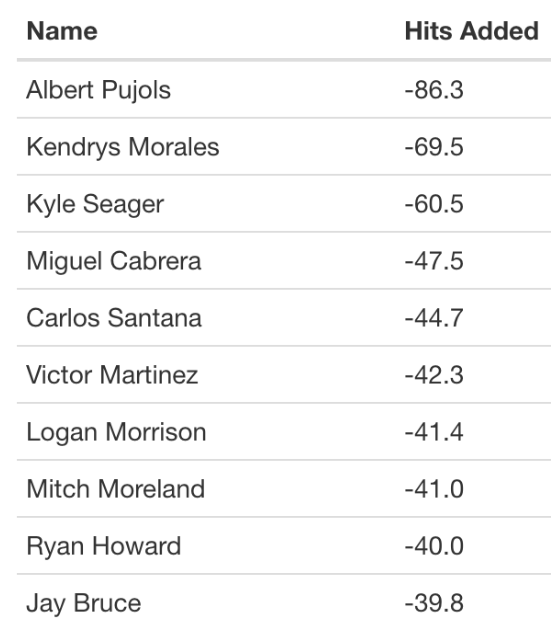 Name Hits Added
Albert Pujols -86.3
Kendrys Morales -69.5
Kyle Seager -60.5
Miguel Cabrera -47.5
Carlos Santana -44.7
Victor Martinez -42.3
Logan Morrison -41.4
Mitch Moreland -41.0
Ryan Howard -40.0
Jay Bruce -39.8